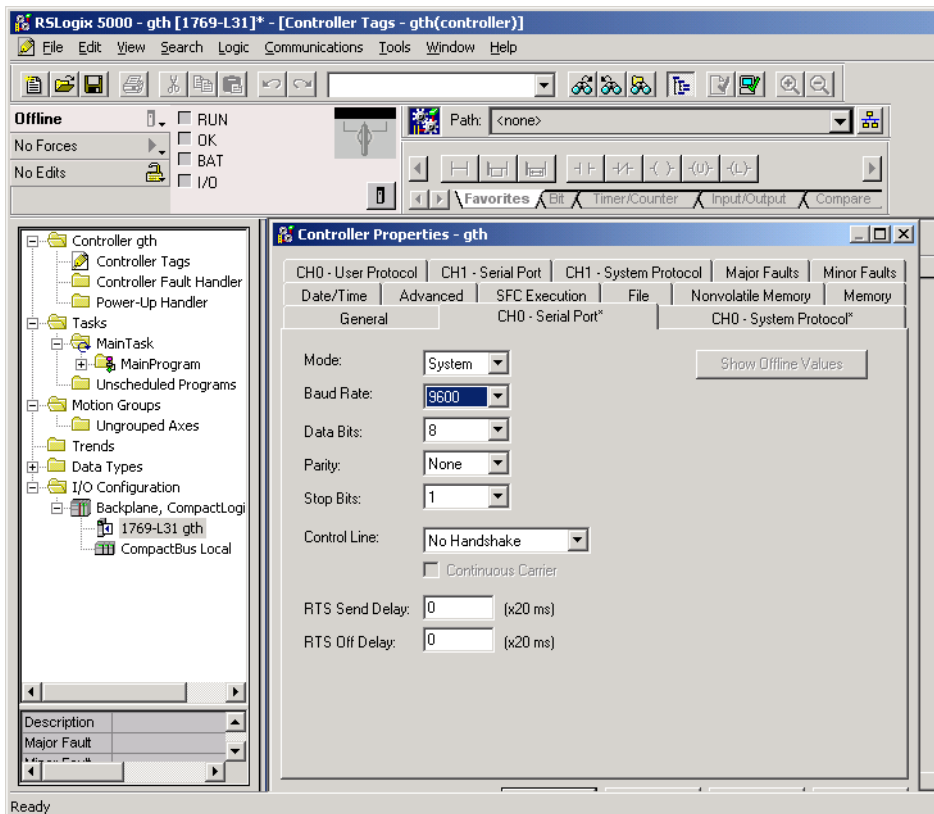 RSLogix 5000 - gth [1769-L31]* - [Controller Tags - gth(controller)]
File Edit View Search Logic Communications Tools Window Help
Offline
RUN
Path: <none>
No Forces
OK
No Edits
BAT
I/O
Favorites Bit Timer/Counter Input/Output Compare
Controller gth
Controller Tags
Controller Fault Handler
Power-Up Handler
Tasks
MainTask
MainProgram
Unscheduled Programs
Motion Groups
Ungrouped Axes
Trends
Data Types
I/O Configuration
Backplane, CompactLogi
1769-L31 gth
CompactBus Local
Description
Major Fault
Controller Properties - gth
CH0 - User Protocol CH1 - Serial Port CH1 - System Protocol Major Faults Minor Faults
Date/Time Advanced SFC Execution File Nonvolatile Memory Memory
General CH0 - Serial Port* CH0 - System Protocol*
Mode: System
Show Offline Values
Baud Rate: 9600
Data Bits: 8
Parity: None
Stop Bits: 1
Control Line: No Handshake
Continuous Carrier
RTS Send Delay: 0 (x20 ms)
RTS Off Delay: 0 (x20 ms)
Ready